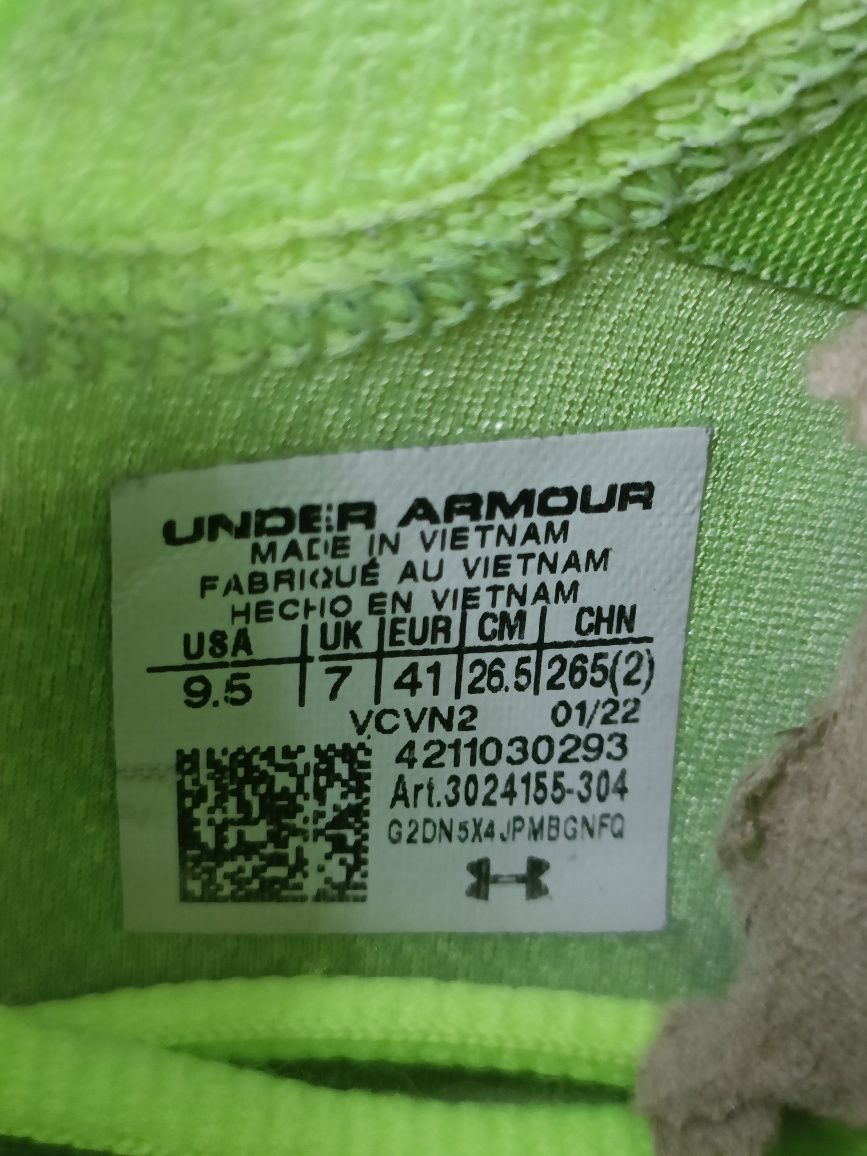 UNDER ARMOUR
MADE IN VIETNAM
FABRIQUÉ AU VIETNAM
HECHO EN VIETNAM
USA | UK | EUR | CM | CHN
9.5 | 7 | 41 | 26.5 | 265(2)
VCVN2 01/22
4211030293
Art.3024155-304
G2DN5X4JPMBGNFQ